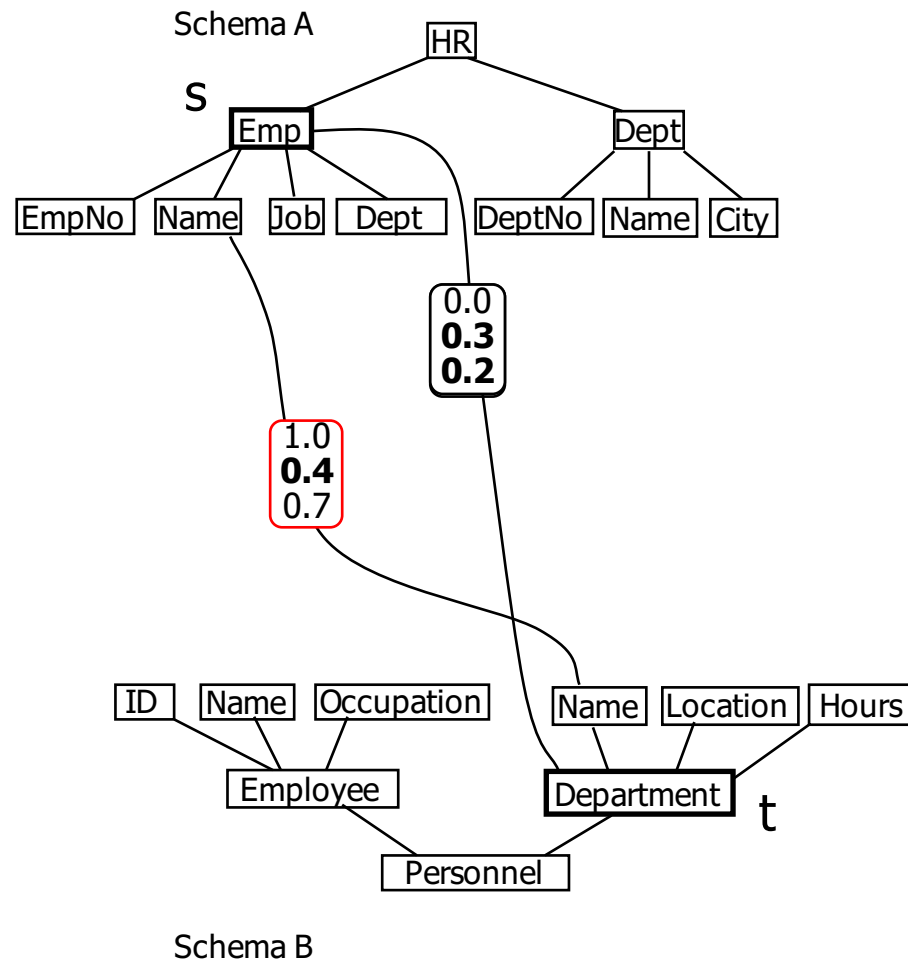 Schema A
HR
s
Emp
Dept
EmpNo
Name
Job
Dept
DeptNo
Name
City
0.0
0.3
0.2
1.0
0.4
0.7
ID
Name
Occupation
Name
Location
Hours
Employee
Department
t
Personnel
Schema B